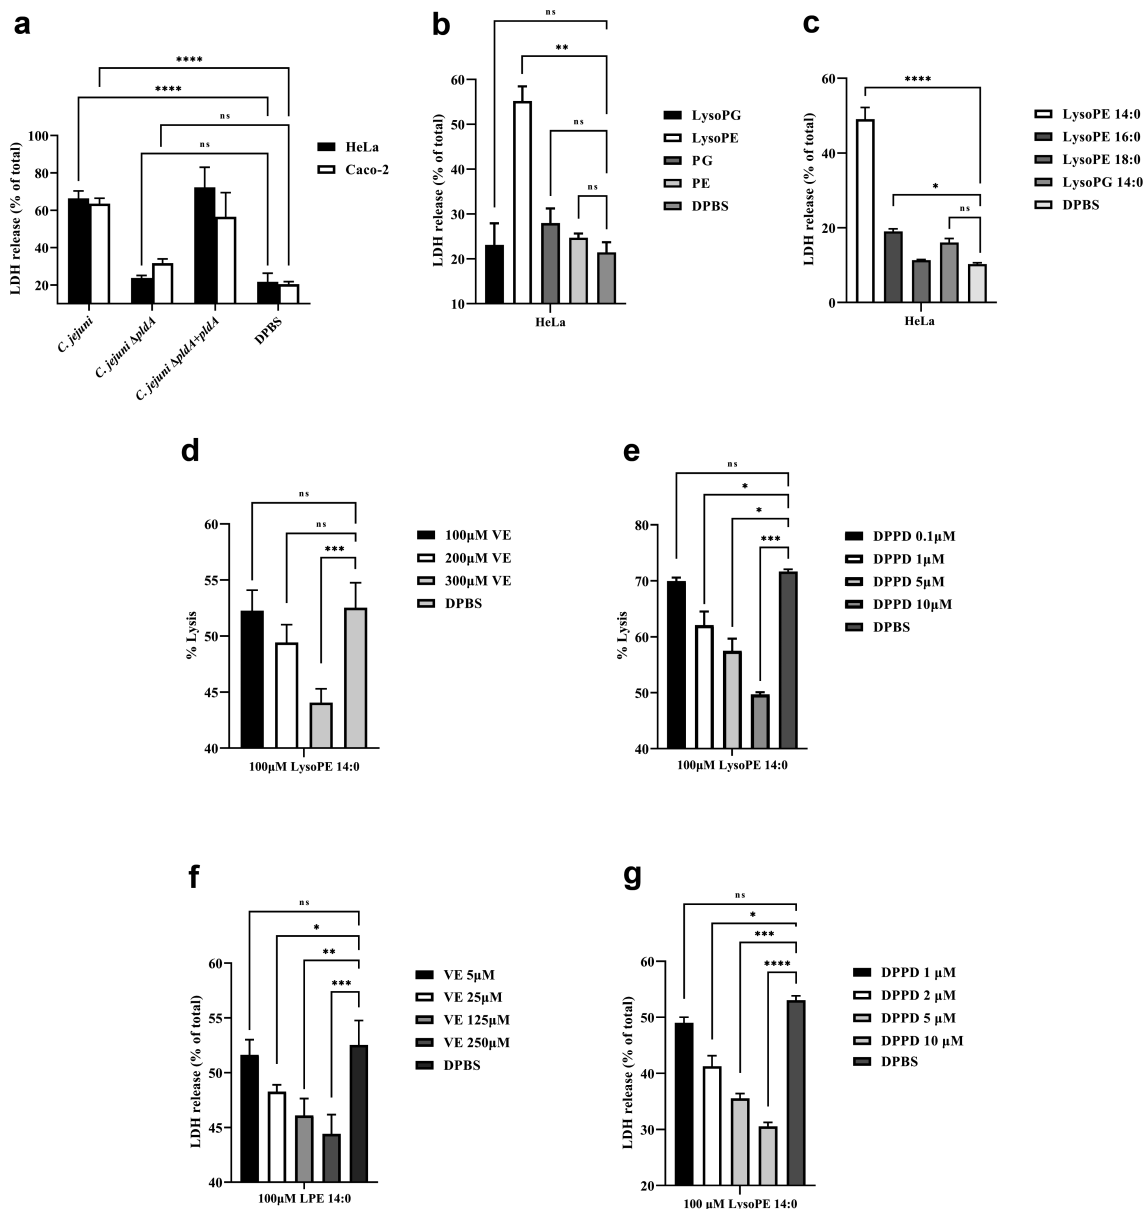 a
****
****
ns
ns
LDH release (% of total)
100
80
60
40
20
HeLa
Caco-2
C. jejuni
C. jejuni ΔpldA
C. jejuni ΔpldA+pldA
DPBS
b
ns
**
ns
ns
LDH release (% of total)
60
50
40
30
20
10
HeLa
LysoPG
LysoPE
PG
PE
DPBS
c
****
*
ns
LDH release (% of total)
60
40
20
0
HeLa
LysoPE 14:0
LysoPE 16:0
LysoPE 18:0
LysoPG 14:0
DPBS
d
ns
ns
***
% Lysis
60
55
50
45
40
100μM LysoPE 14:0
100μM VE
200μM VE
300μM VE
DPBS
e
ns
*
*
***
% Lysis
80
70
60
50
40
100μM LysoPE 14:0
DPPD 0.1μM
DPPD 1μM
DPPD 5μM
DPPD 10μM
DPBS
f
ns
*
**
***
LDH release (% of total)
60
55
50
45
40
100μM LPE 14:0
VE 5μM
VE 25μM
VE 125μM
VE 250μM
DPBS
g
ns
*
***
****
LDH release (% of total)
60
50
40
30
20
100 μM LysoPE 14:0
DPPD 1 μM
DPPD 2 μM
DPPD 5 μM
DPPD 10 μM
DPBS